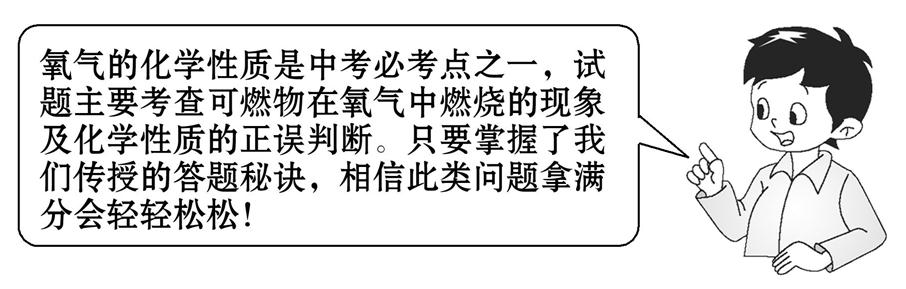 氧气的化学性质是中考必考点之一，试
题主要考查可燃物在氧气中燃烧的现象
及化学性质的正误判断。只要掌握了我
们传授的答题秘诀，相信此类问题拿满
分会轻轻松松！